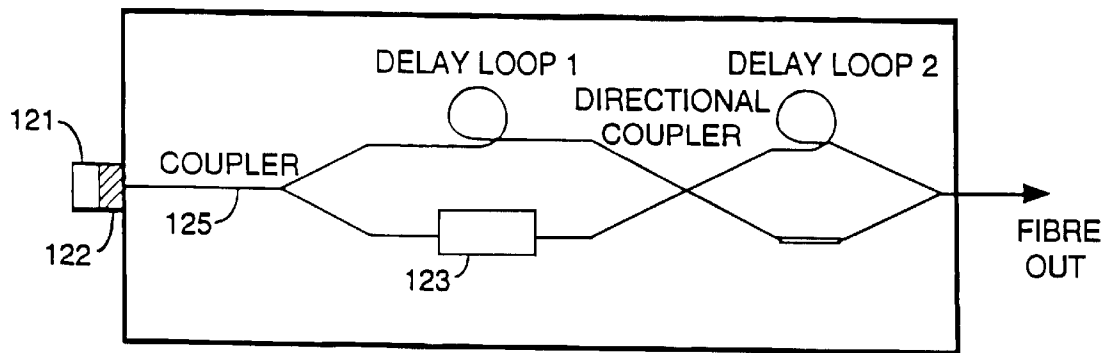 DELAY LOOP 1
DELAY LOOP 2
DIRECTIONAL
COUPLER
121
COUPLER
122
125
123
FIBRE
OUT